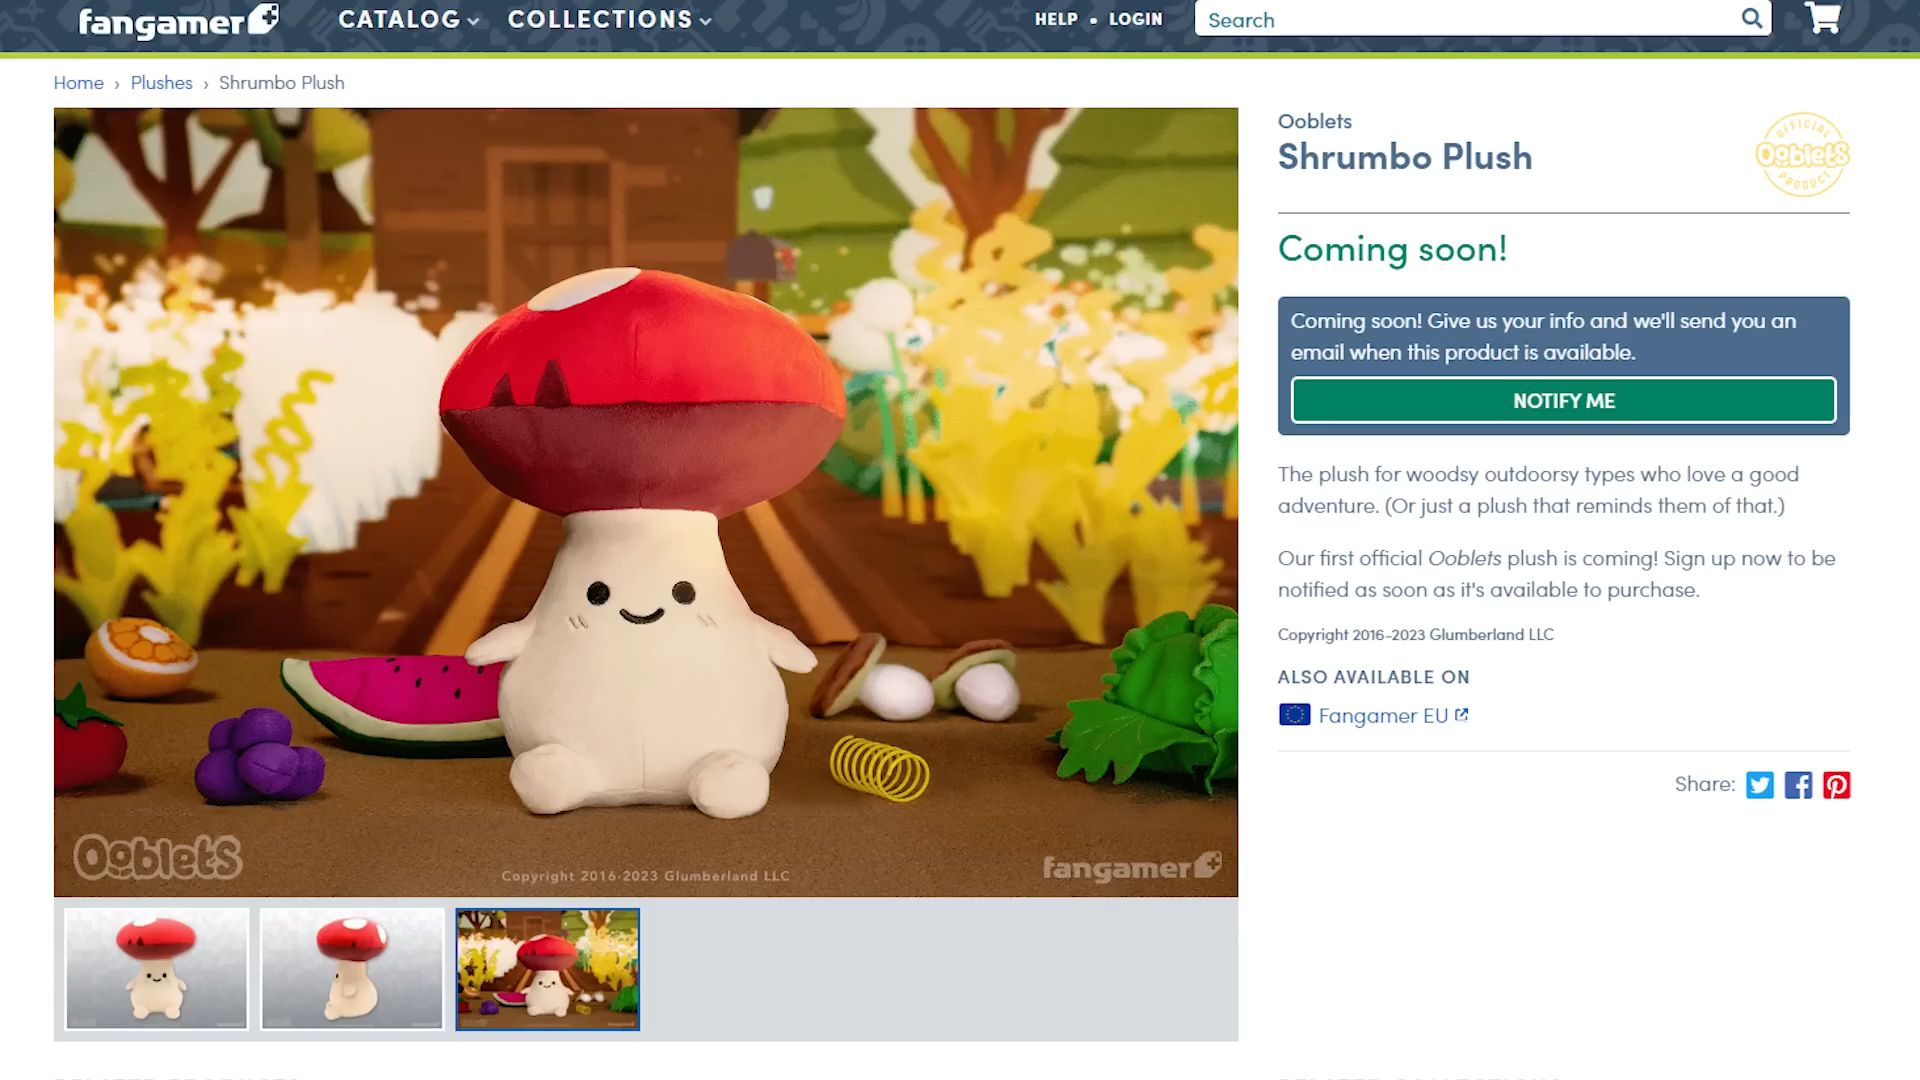 fangamer
CATALOG
COLLECTIONS
HELP • LOGIN
Search
Home › Plushes › Shrumbo Plush
Ooblets
Shrumbo Plush
OFFICIAL
Ooblets
PRODUCT
Coming soon!
Coming soon! Give us your info and we'll send you an
email when this product is available.
NOTIFY ME
The plush for woodsy outdoorsy types who love a good
adventure. (Or just a plush that reminds them of that.)
Our first official Ooblets plush is coming! Sign up now to be
notified as soon as it's available to purchase.
Copyright 2016-2023 Glumberland LLC
ALSO AVAILABLE ON
Fangamer EU
Share:
Ooblets
Copyright 2016-2023 Glumberland LLC
fangamer